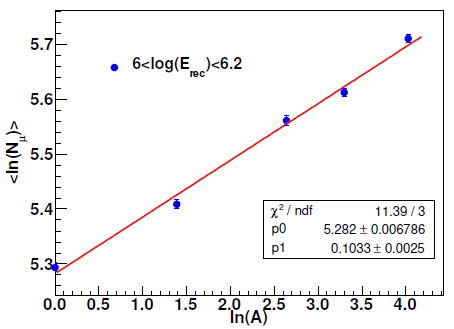 5.7
5.6
5.5
5.4
5.3
<ln(Nμ)>
6<log(Erec)<6.2
χ² / ndf 11.39 / 3
p0 5.282 ± 0.006786
p1 0.1033 ± 0.0025
0.0 0.5 1.0 1.5 2.0 2.5 3.0 3.5 4.0
ln(A)